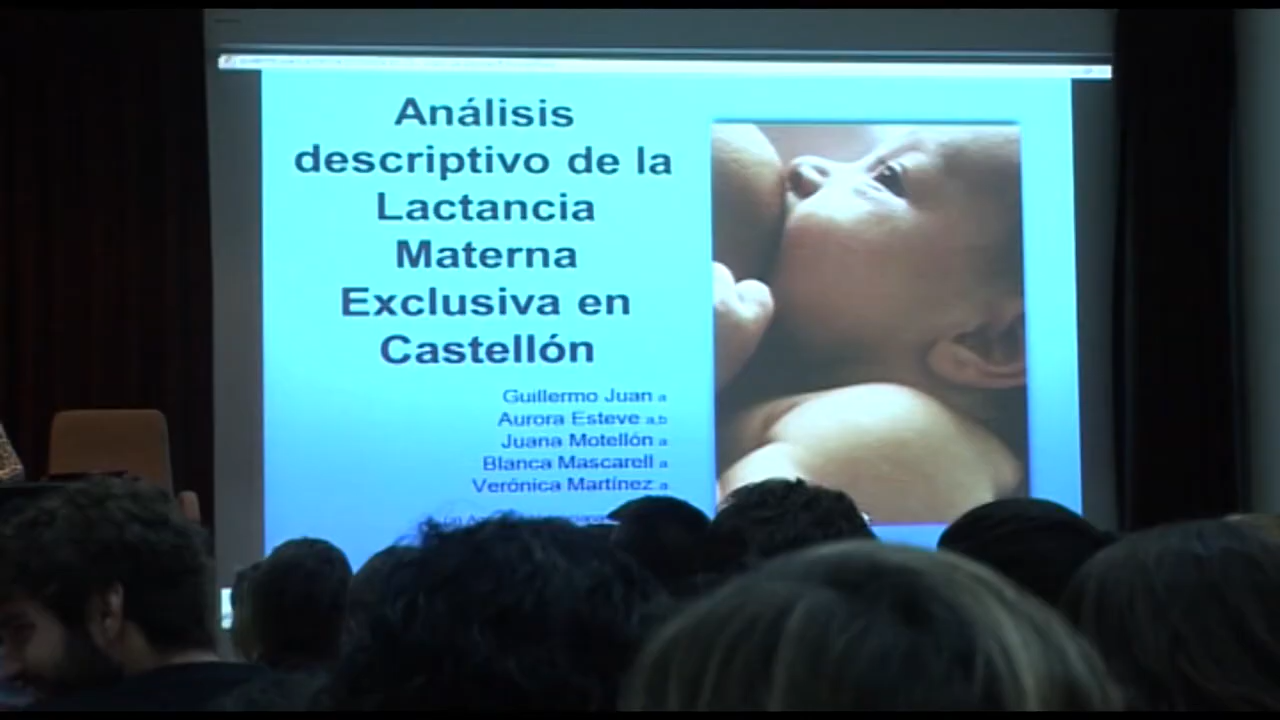 Análisis
descriptivo de la
Lactancia
Materna
Exclusiva en
Castellón
Guillermo Juan a
Aurora Esteve a,b
Juana Motellón a
Blanca Mascarell a
Verónica Martínez a